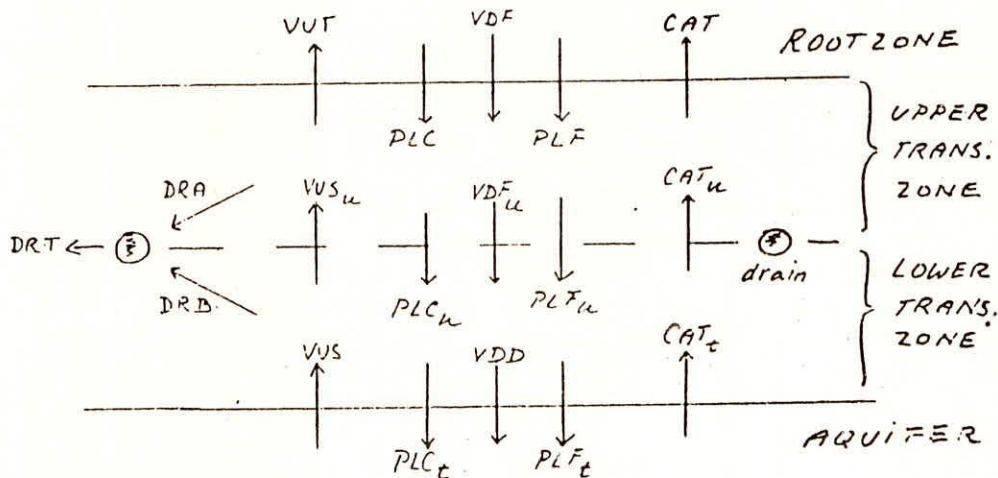 VUT VDF CAT
ROOTZONE
PLC PLF
UPPER
TRANS.
ZONE
DRA VUSu VDFu CATu
DRT drain
DRB. PLCu PLFu
LOWER
TRANS.
ZONE
VUS VDD CATt
AQUIFER
PLCt PLFt